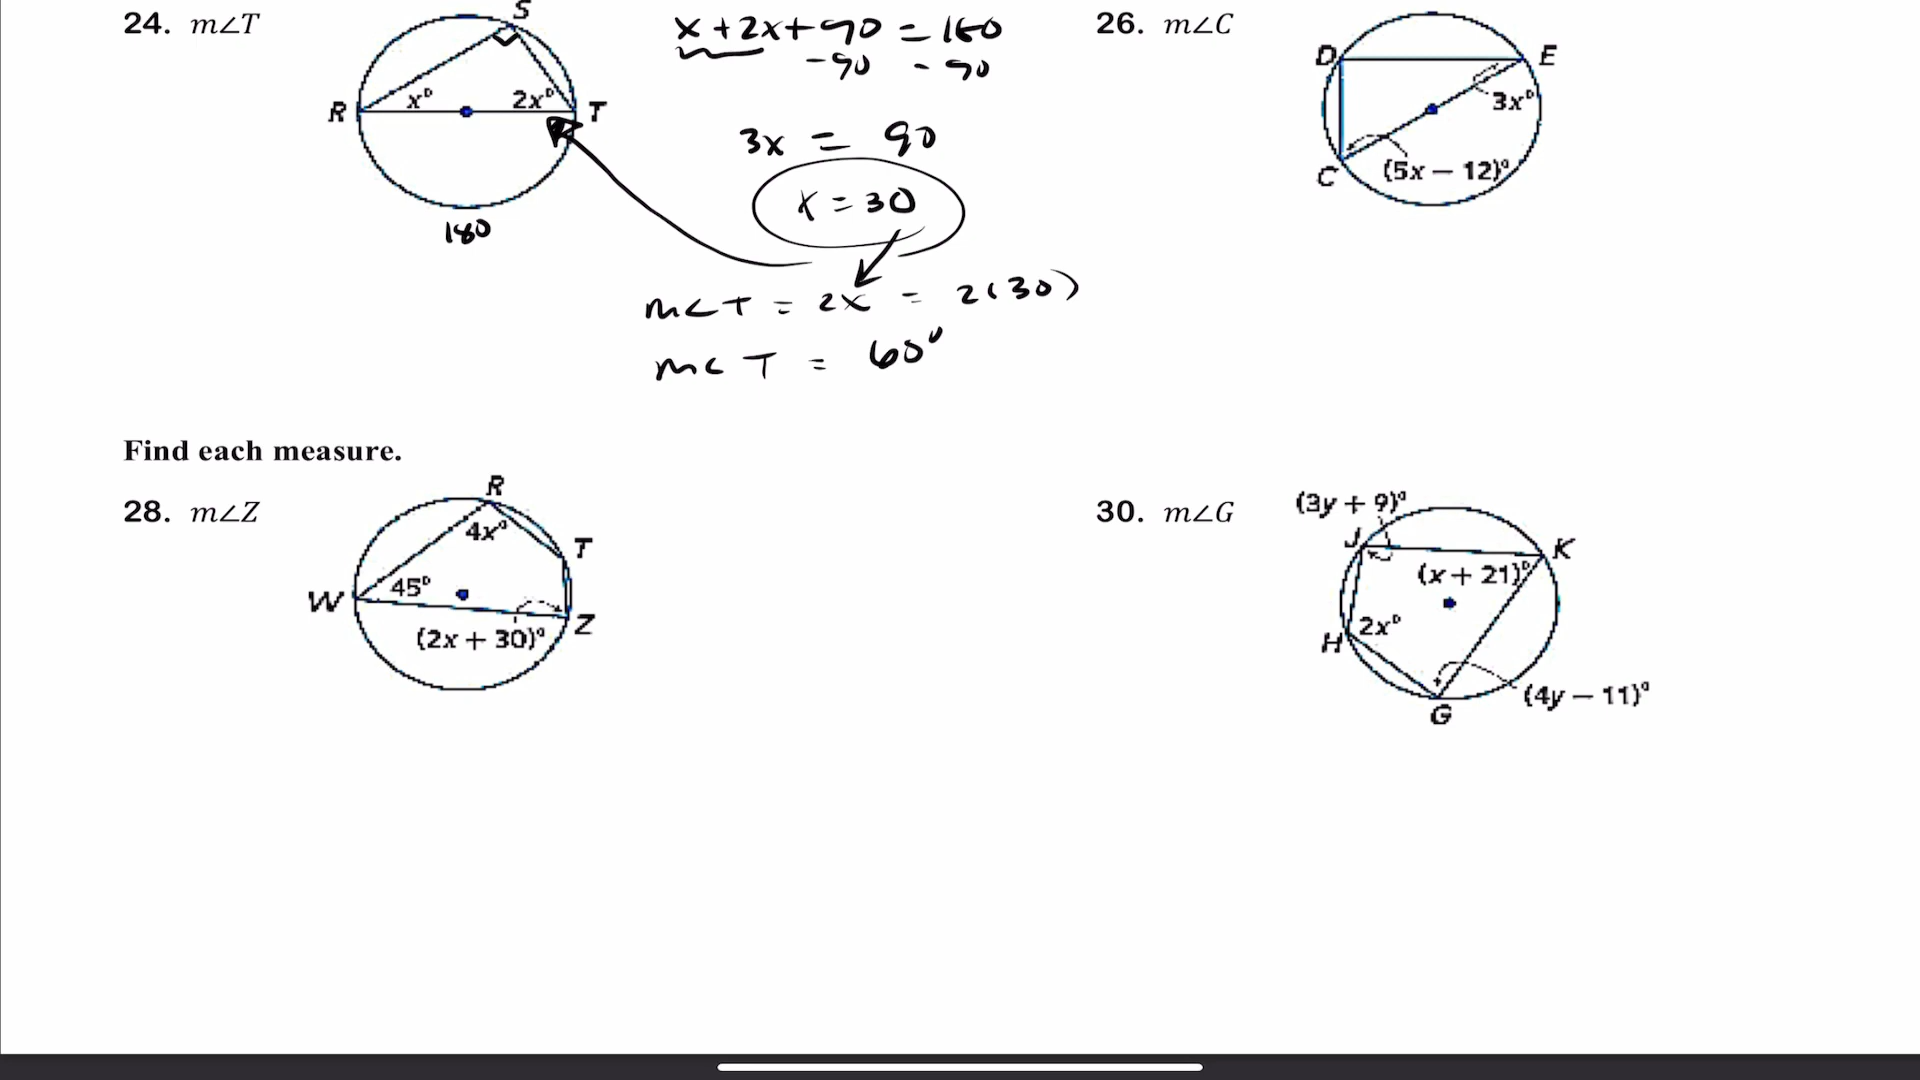 24. m∠T
S
R
x°
2x°
T
180
x + 2x + 90 = 180
-90 - 90
3x = 90
x = 30
m<T = 2x = 2(30)
m<T = 60°
26. m∠C
D
E
3x°
C
(5x − 12)°
Find each measure.
28. m∠Z
R
4x°
T
W
45°
Z
(2x + 30)°
30. m∠G
(3y + 9)°
J
K
(x + 21)°
H
2x°
G
(4y − 11)°